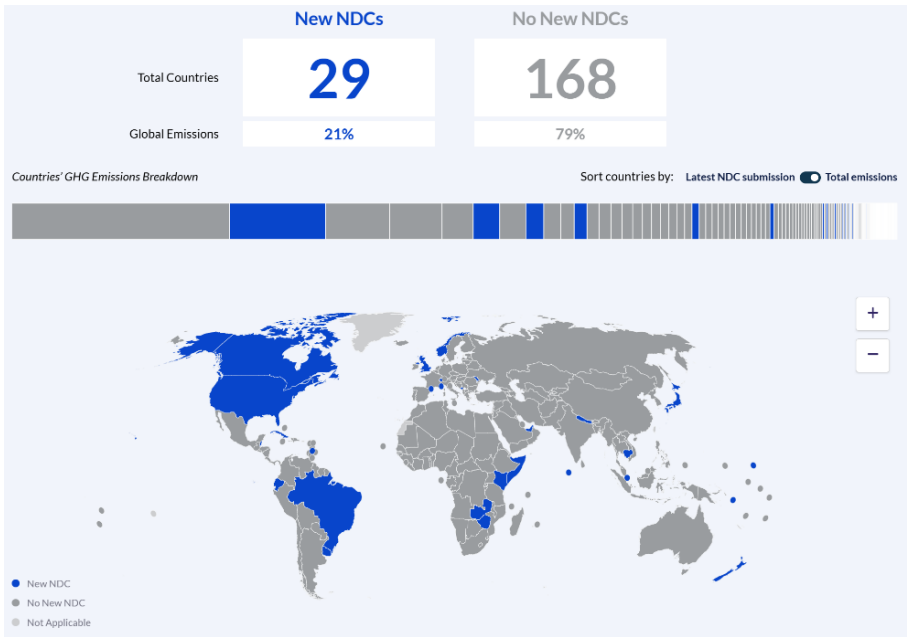 New NDCs No New NDCs
Total Countries 29 168
Global Emissions 21% 79%
Countries' GHG Emissions Breakdown Sort countries by: Latest NDC submission Total emissions
+
−
New NDC
No New NDC
Not Applicable